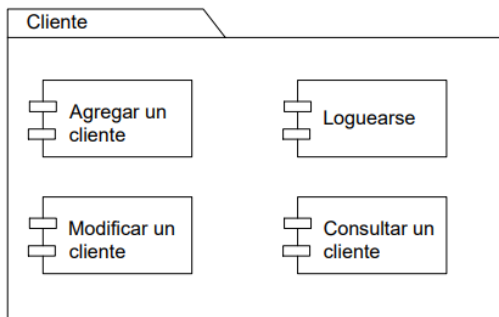 Cliente
Agregar un
cliente
Loguearse
Modificar un
cliente
Consultar un
cliente